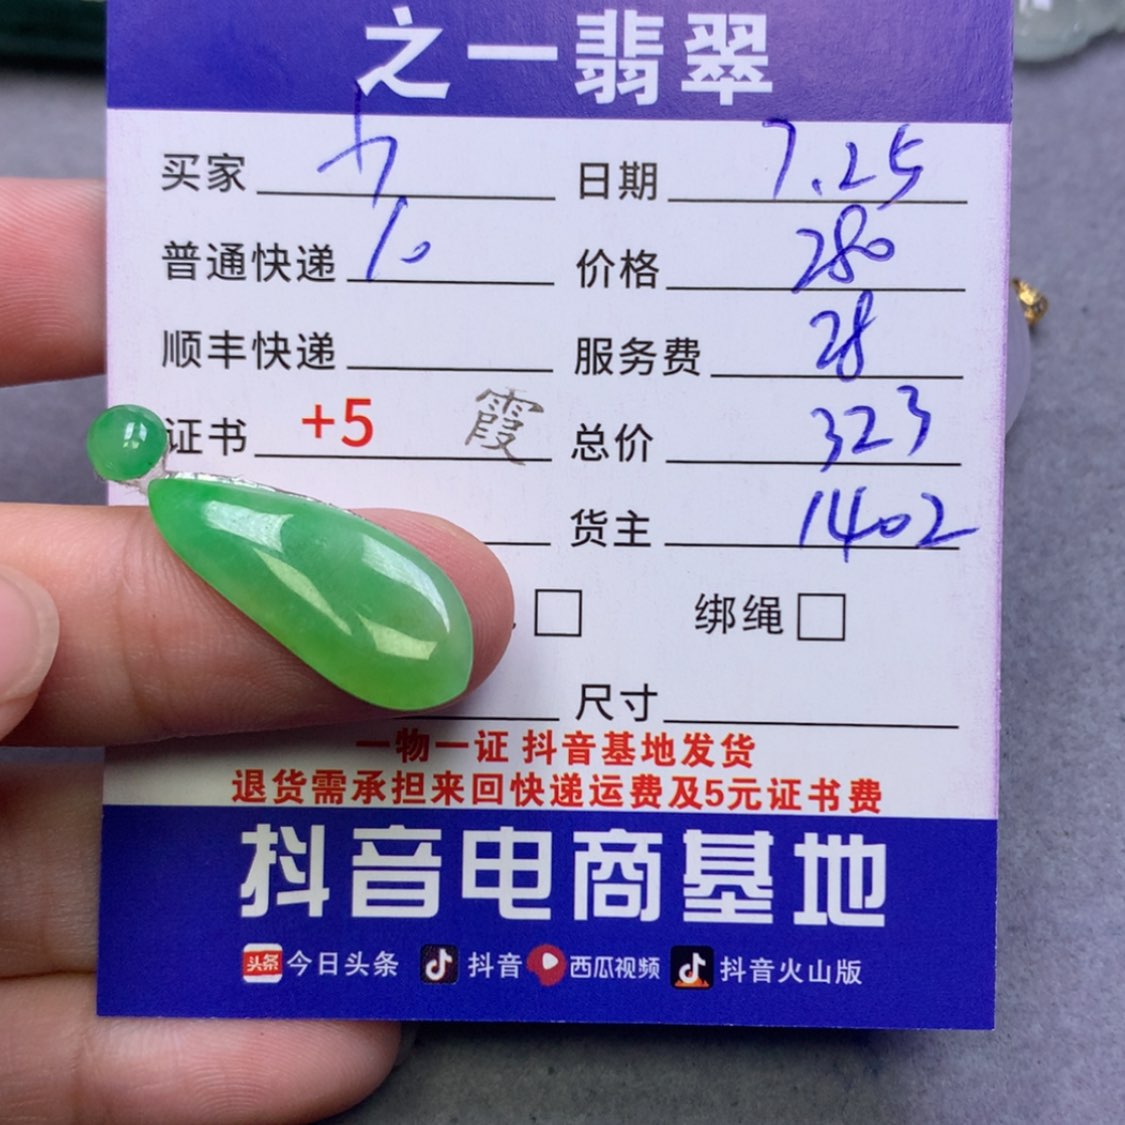 之一翡翠
买家 日期 7.25
普通快递 10 价格 280
顺丰快递 服务费 28
证书 +5 霞 总价 323
货主 1402
绑绳
尺寸
一物一证 抖音基地发货
退货需承担来回快递运费及5元证书费
抖音电商基地
头条 今日头条 抖音 西瓜视频 抖音火山版